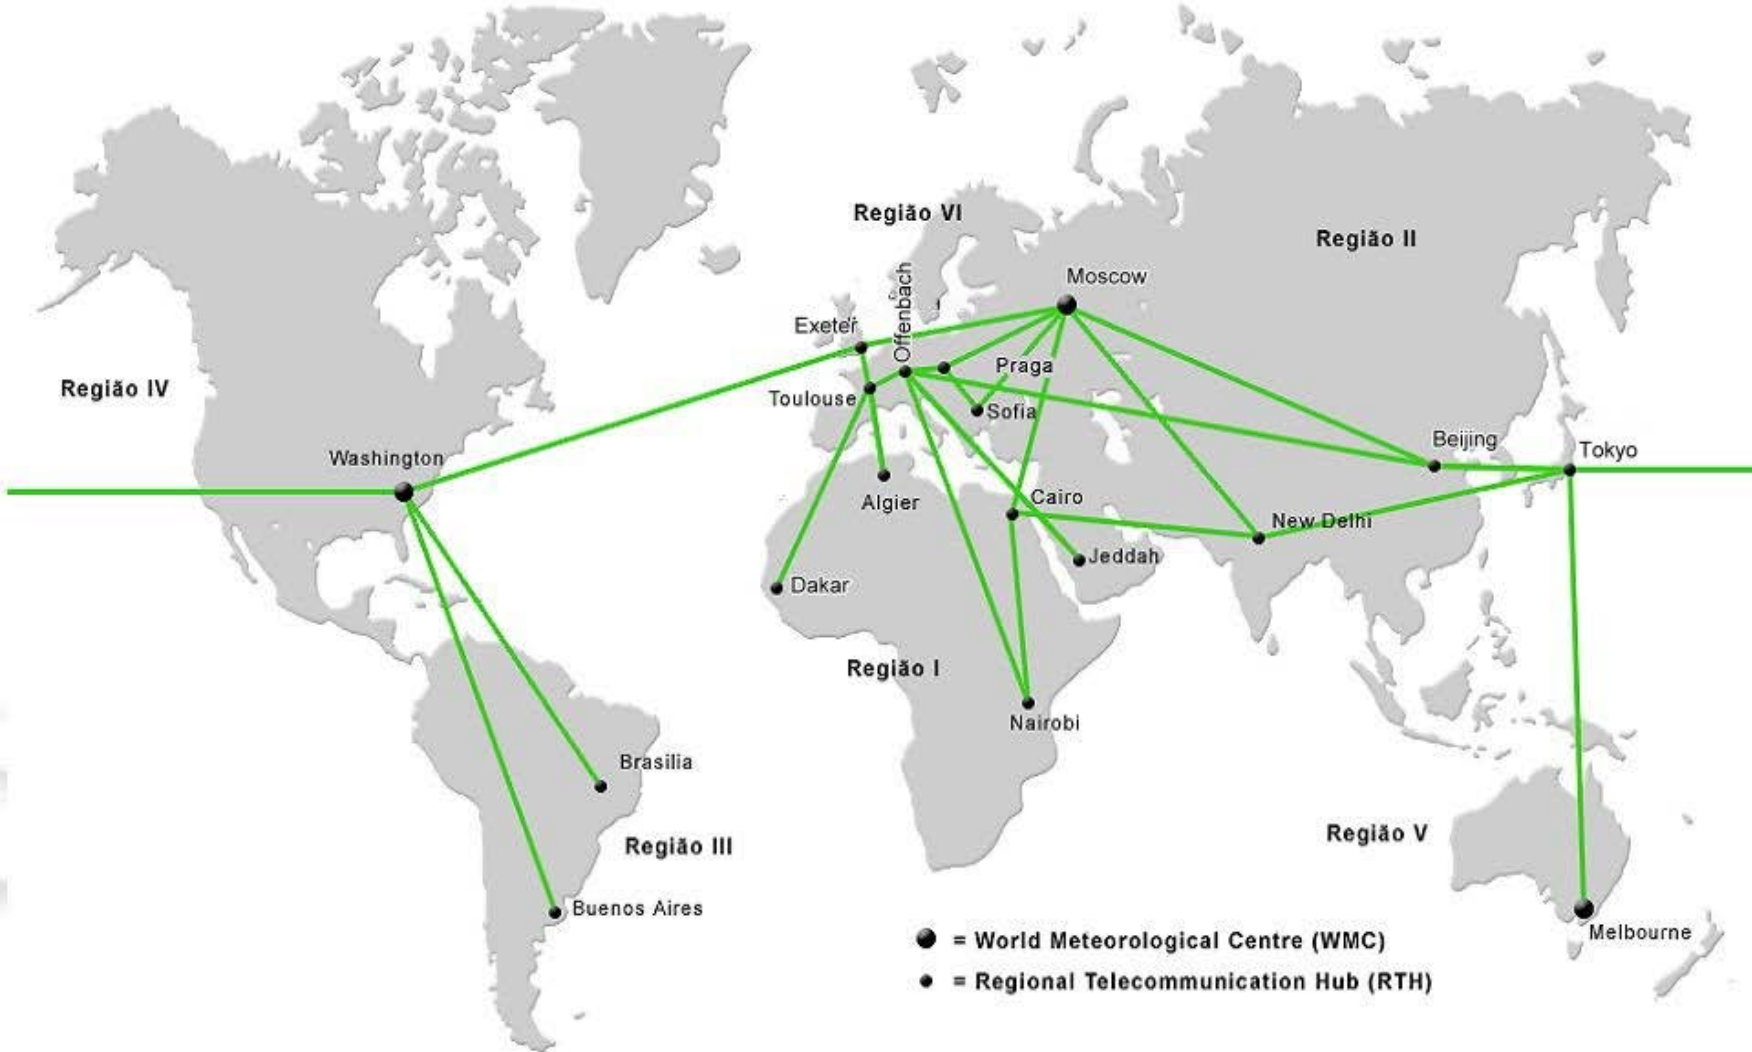 Região VI
Região II
Offenbach
Moscow
Exeter
Praga
Região IV
Toulouse
Sofia
Washington
Beijing
Tokyo
Algier
Cairo
New Delhi
Jeddah
Dakar
Região I
Nairobi
Brasilia
Região V
Região III
Buenos Aires
Melbourne
= World Meteorological Centre (WMC)
= Regional Telecommunication Hub (RTH)